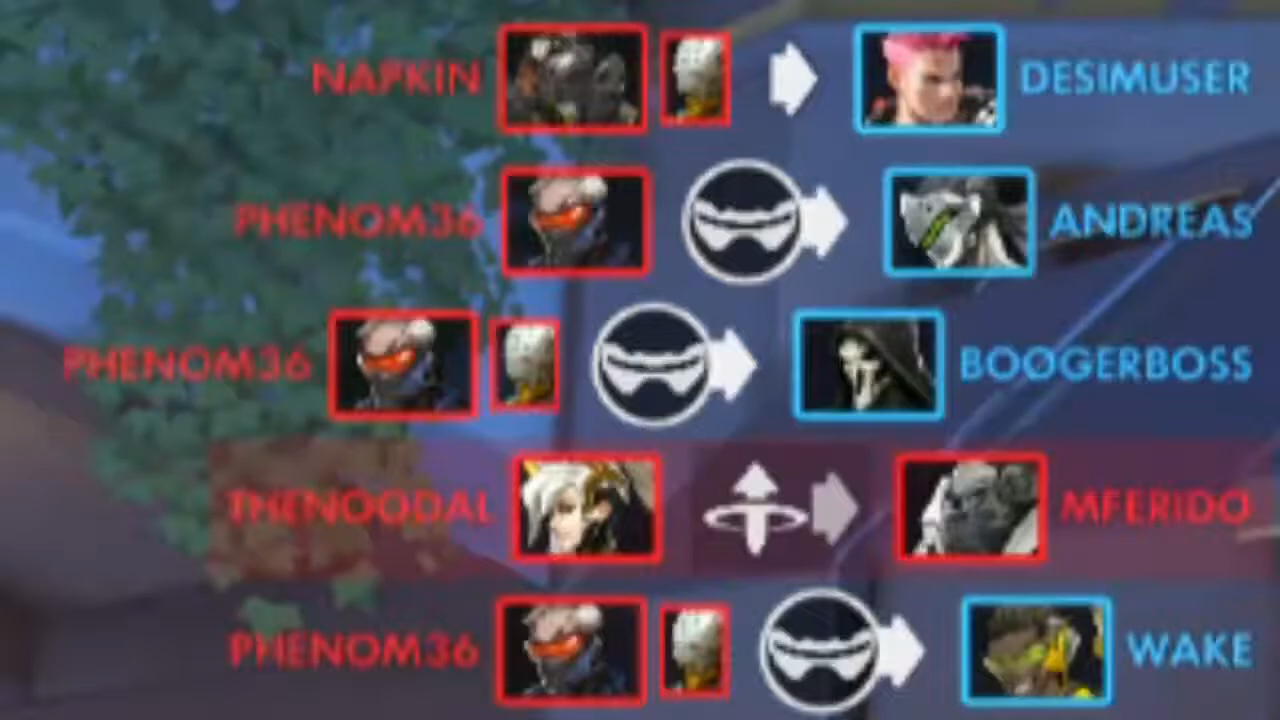 NAPKIN DESIMUSER
PHENOM36 ANDREAS
PHENOM36 BOOGERBOSS
THENOODAL MFERIDO
PHENOM36 WAKE